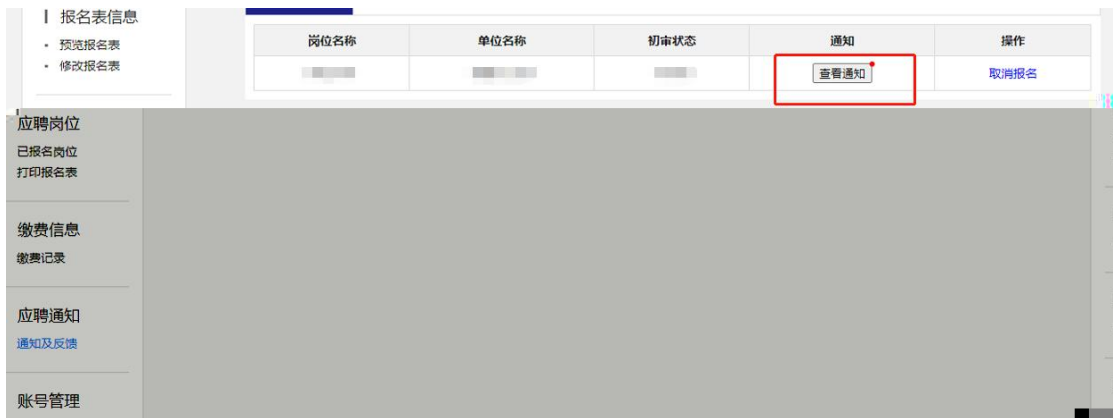 报名表信息
• 预览报名表
• 修改报名表
岗位名称 单位名称 初审状态 通知 操作
查看通知 取消报名
应聘岗位
已报名岗位
打印报名表
缴费信息
缴费记录
应聘通知
通知及反馈
账号管理